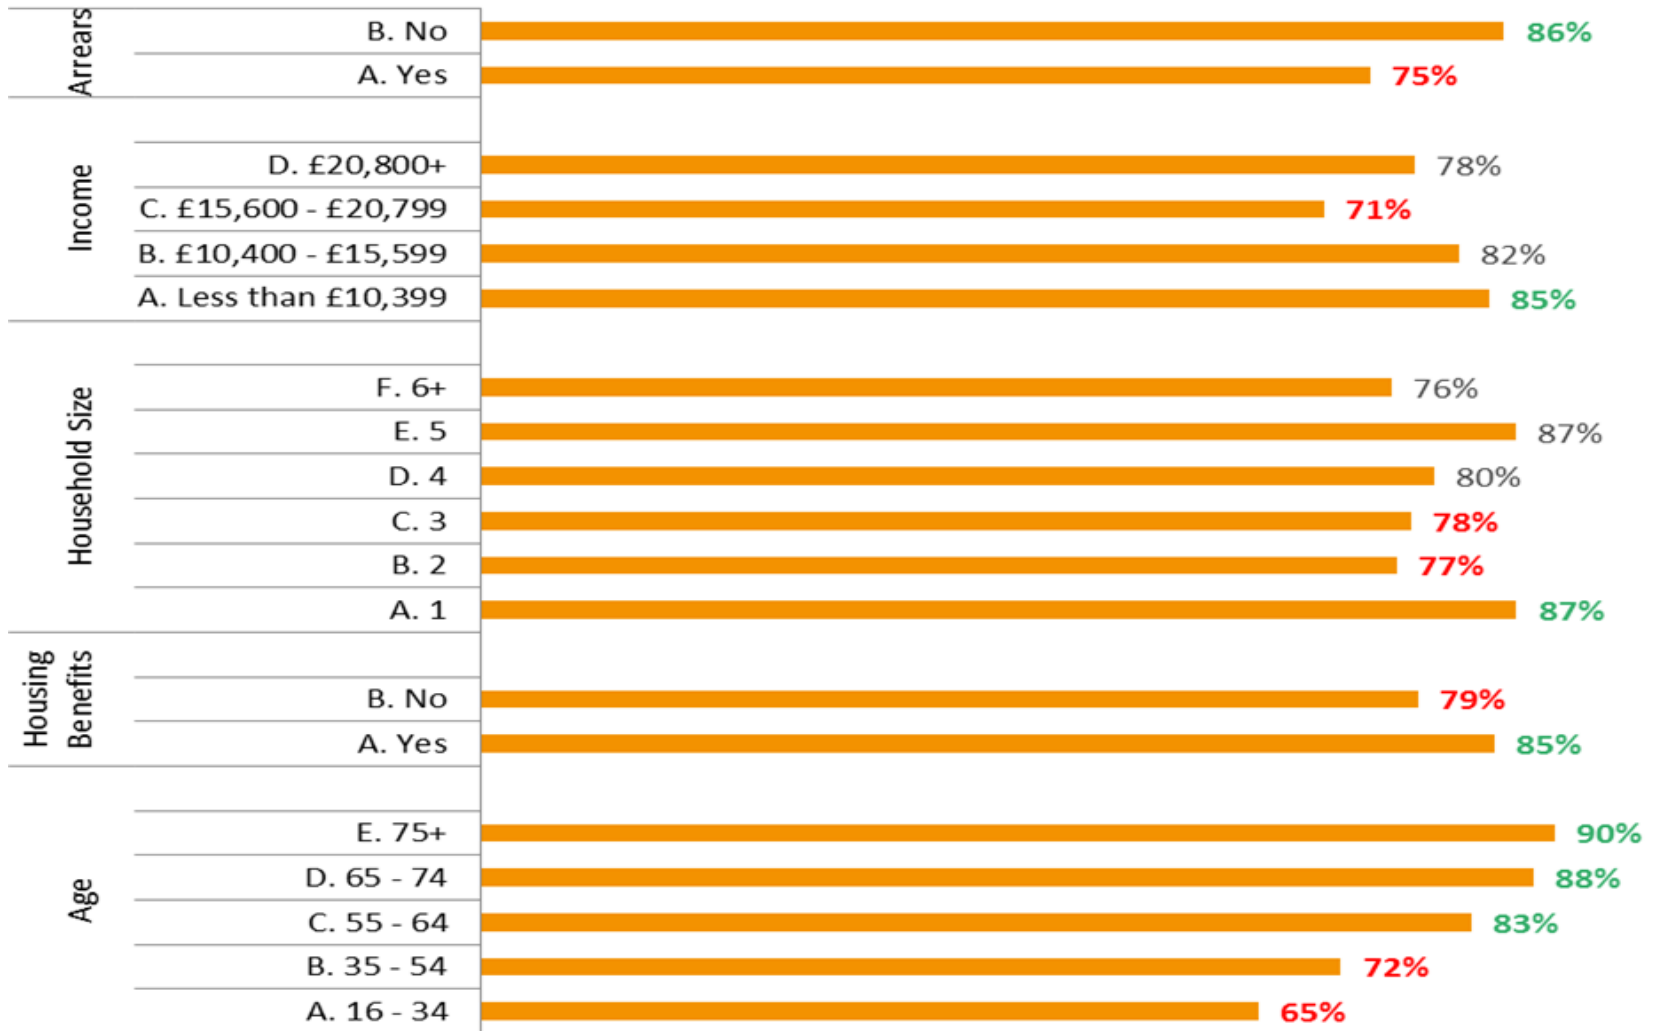 Arrears
B. No 86%
A. Yes 75%
Income
D. £20,800+ 78%
C. £15,600 - £20,799 71%
B. £10,400 - £15,599 82%
A. Less than £10,399 85%
Household Size
F. 6+ 76%
E. 5 87%
D. 4 80%
C. 3 78%
B. 2 77%
A. 1 87%
Housing
Benefits
B. No 79%
A. Yes 85%
Age
E. 75+ 90%
D. 65 - 74 88%
C. 55 - 64 83%
B. 35 - 54 72%
A. 16 - 34 65%